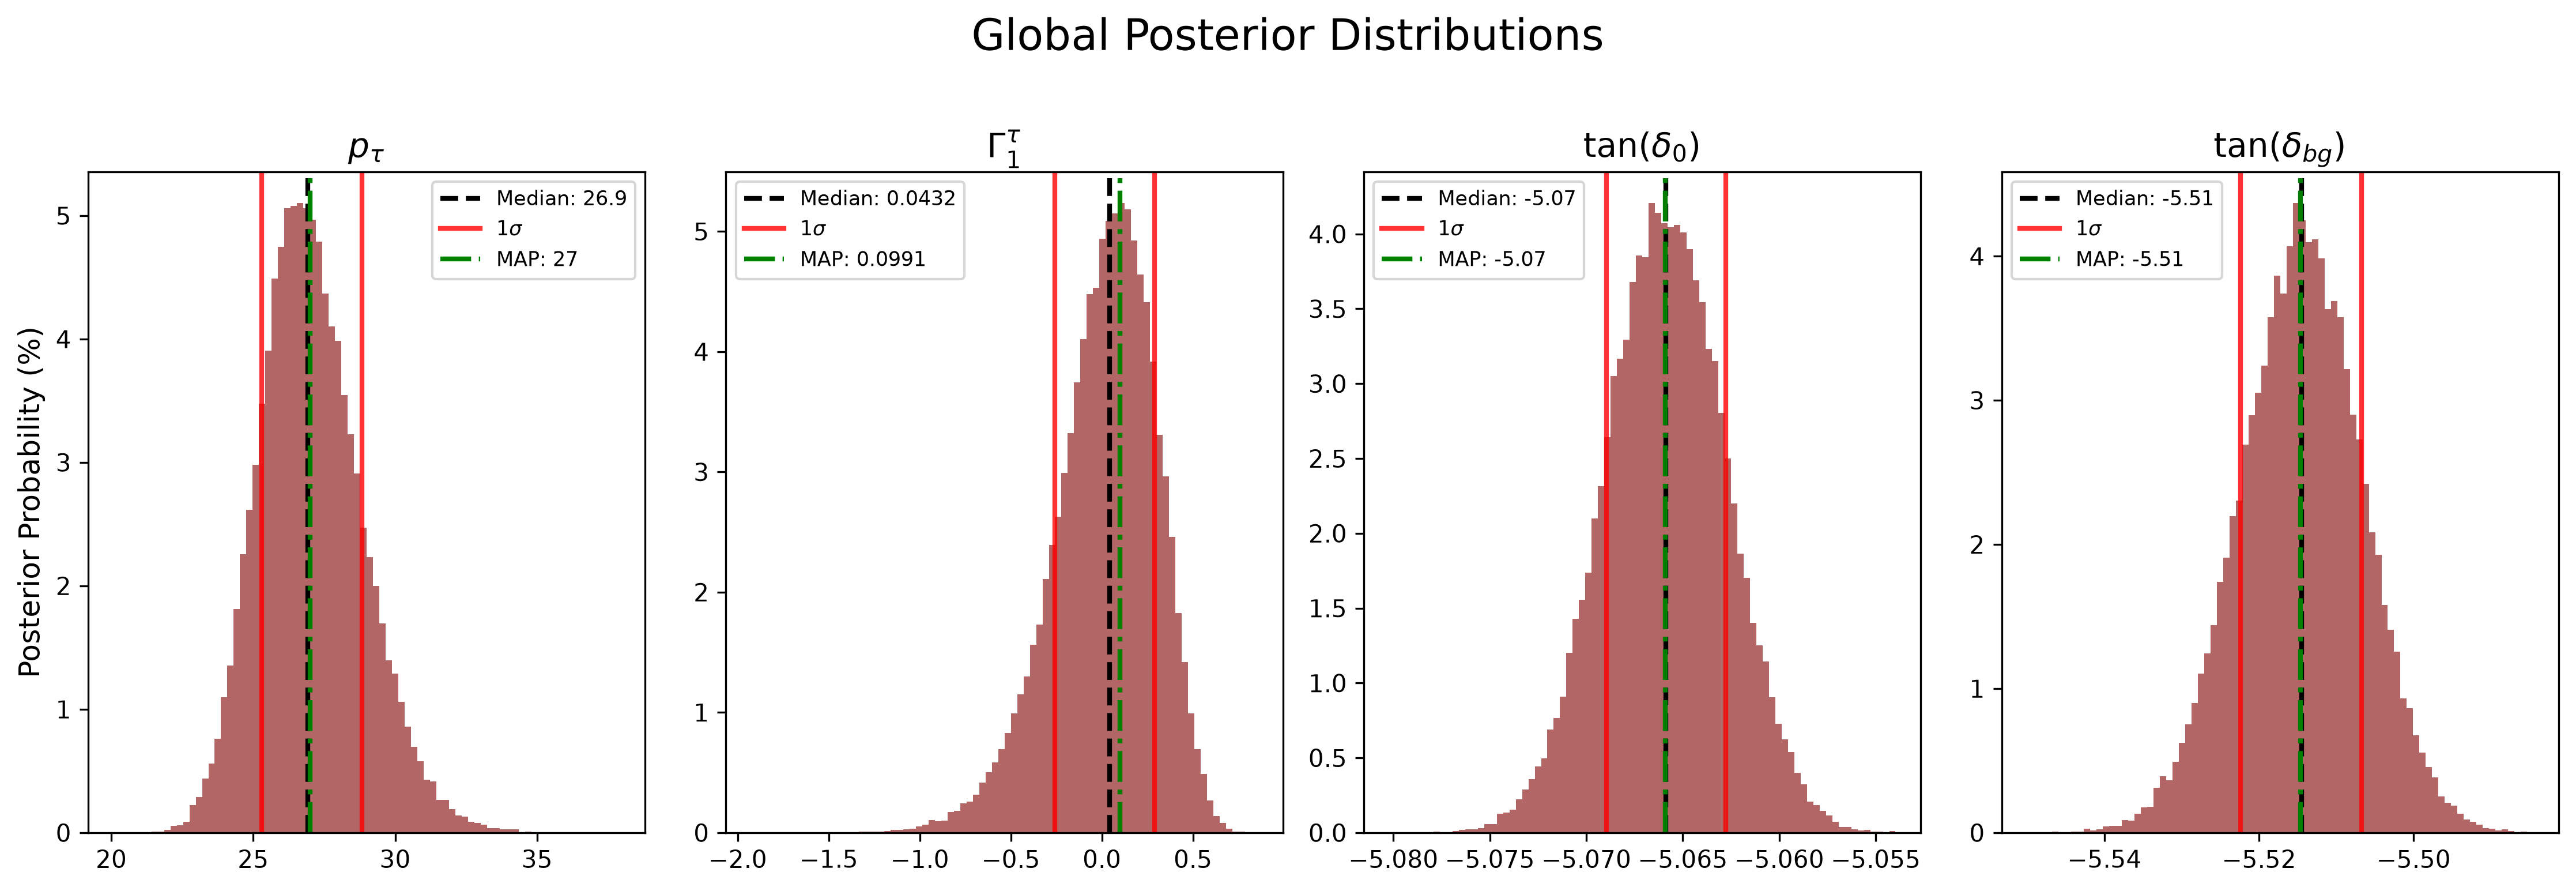 Global Posterior Distributions
p_τ
Median: 26.9
1σ
MAP: 27
Posterior Probability (%)
5
4
3
2
1
0
20 25 30 35
Γ₁^τ
Median: 0.0432
1σ
MAP: 0.0991
5
4
3
2
1
0
−2.0 −1.5 −1.0 −0.5 0.0 0.5
tan(δ₀)
Median: -5.07
1σ
MAP: -5.07
4.0
3.5
3.0
2.5
2.0
1.5
1.0
0.5
0.0
−5.080 −5.075 −5.070 −5.065 −5.060 −5.055
tan(δ_bg)
Median: -5.51
1σ
MAP: -5.51
4
3
2
1
0
−5.54 −5.52 −5.50